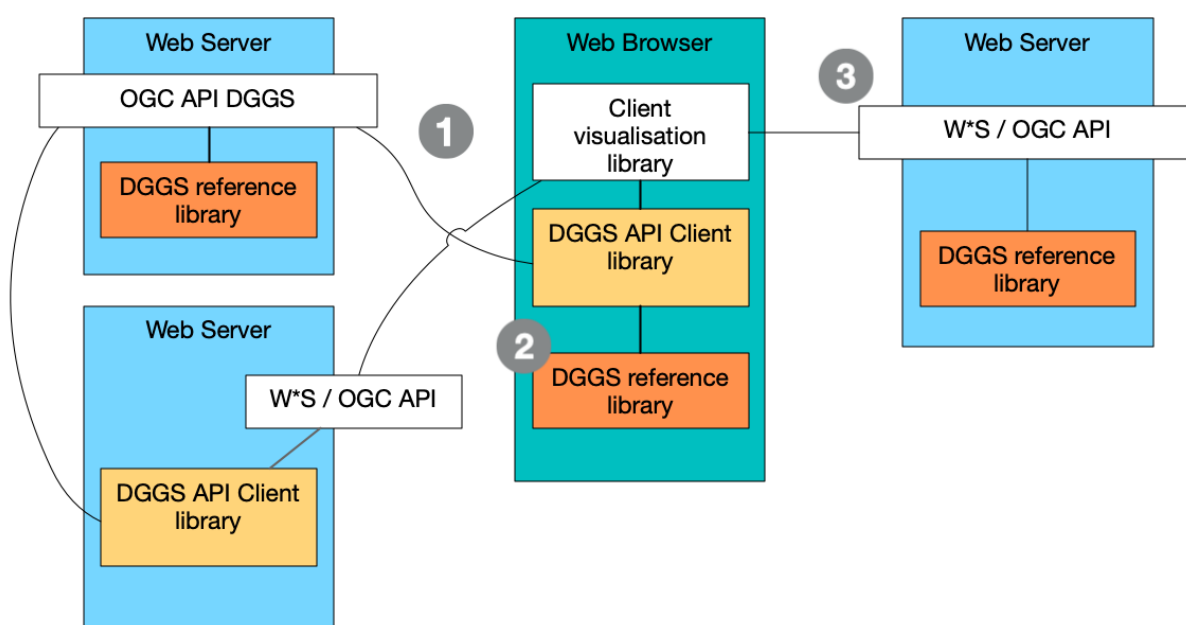 Web Server
OGC API DGGS
DGGS reference
library
Web Server
W*S / OGC API
DGGS API Client
library
1
Web Browser
Client
visualisation
library
DGGS API Client
library
2
DGGS reference
library
3
Web Server
W*S / OGC API
DGGS reference
library